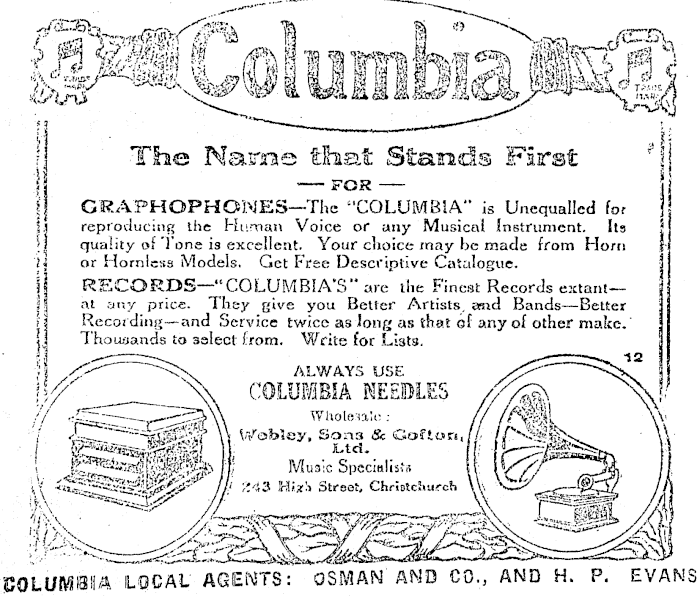 Columbia
TRADE MARK
The Name that Stands First
— FOR —
GRAPHOPHONES—The "COLUMBIA" is Unequalled for
reproducing the Human Voice or any Musical Instrument. Its
quality of Tone is excellent. Your choice may be made from Horn
or Hornless Models. Get Free Descriptive Catalogue.
RECORDS—"COLUMBIA'S" are the Finest Records extant—
at any price. They give you Better Artists and Bands—Better
Recording—and Service twice as long as that of any of other make.
Thousands to select from. Write for Lists.
12
ALWAYS USE
COLUMBIA NEEDLES
Wholesale :
Webley, Sons & Gofton,
Ltd.
Music Specialists
243 High Street, Christchurch
COLUMBIA LOCAL AGENTS: OSMAN AND CO., AND H. P. EVANS